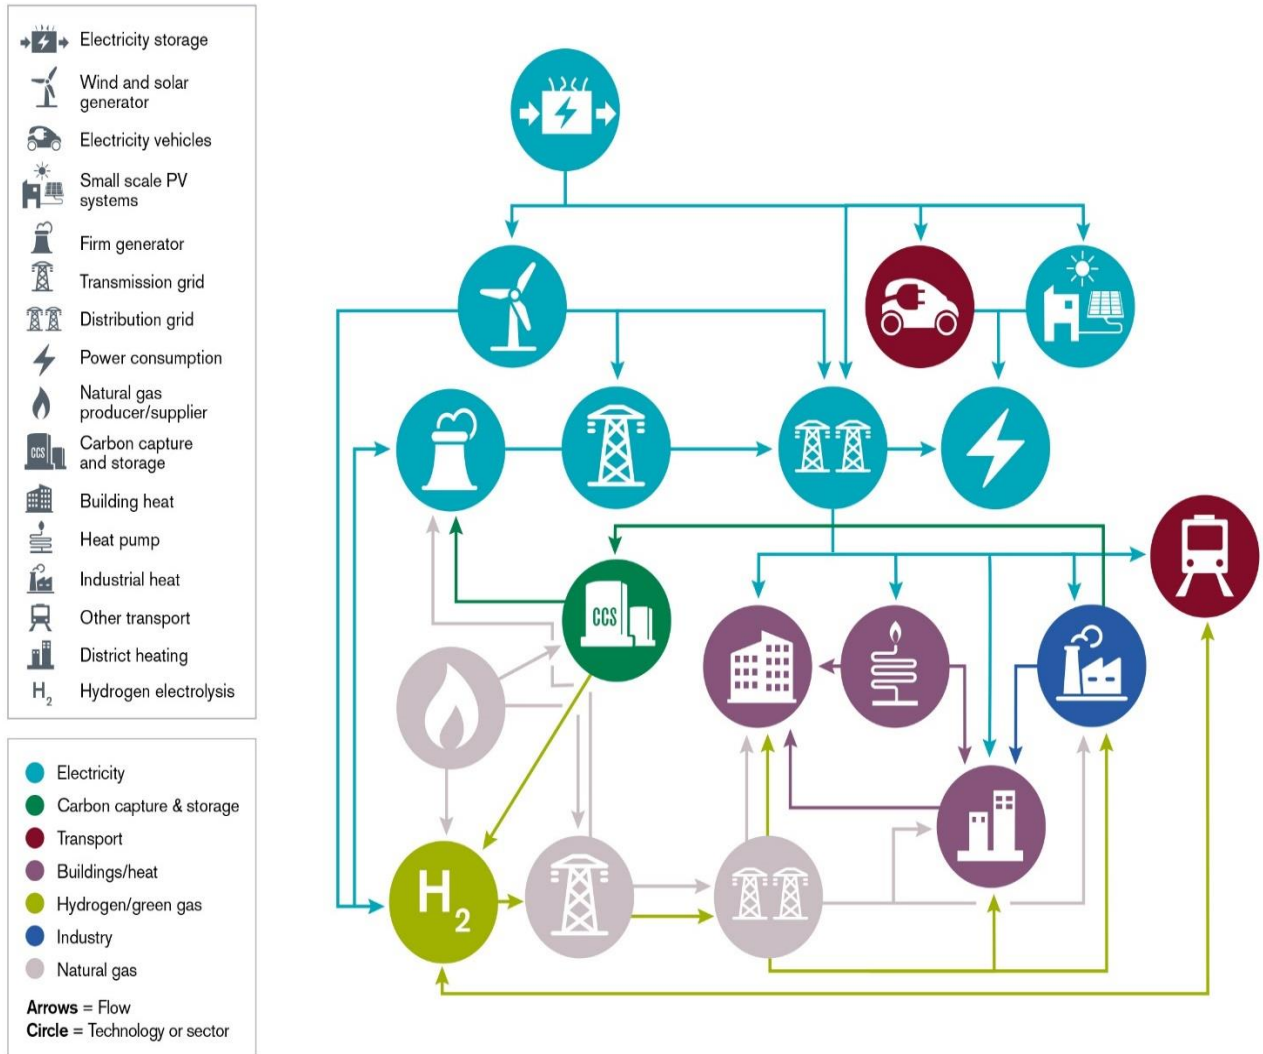 Electricity storage
Wind and solar
generator
Electricity vehicles
Small scale PV
systems
Firm generator
Transmission grid
Distribution grid
Power consumption
Natural gas
producer/supplier
CCS
Carbon capture
and storage
Building heat
Heat pump
Industrial heat
Other transport
District heating
H2
Hydrogen electrolysis
Electricity
Carbon capture & storage
Transport
Buildings/heat
Hydrogen/green gas
Industry
Natural gas
Arrows = Flow
Circle = Technology or sector
CCS
H2